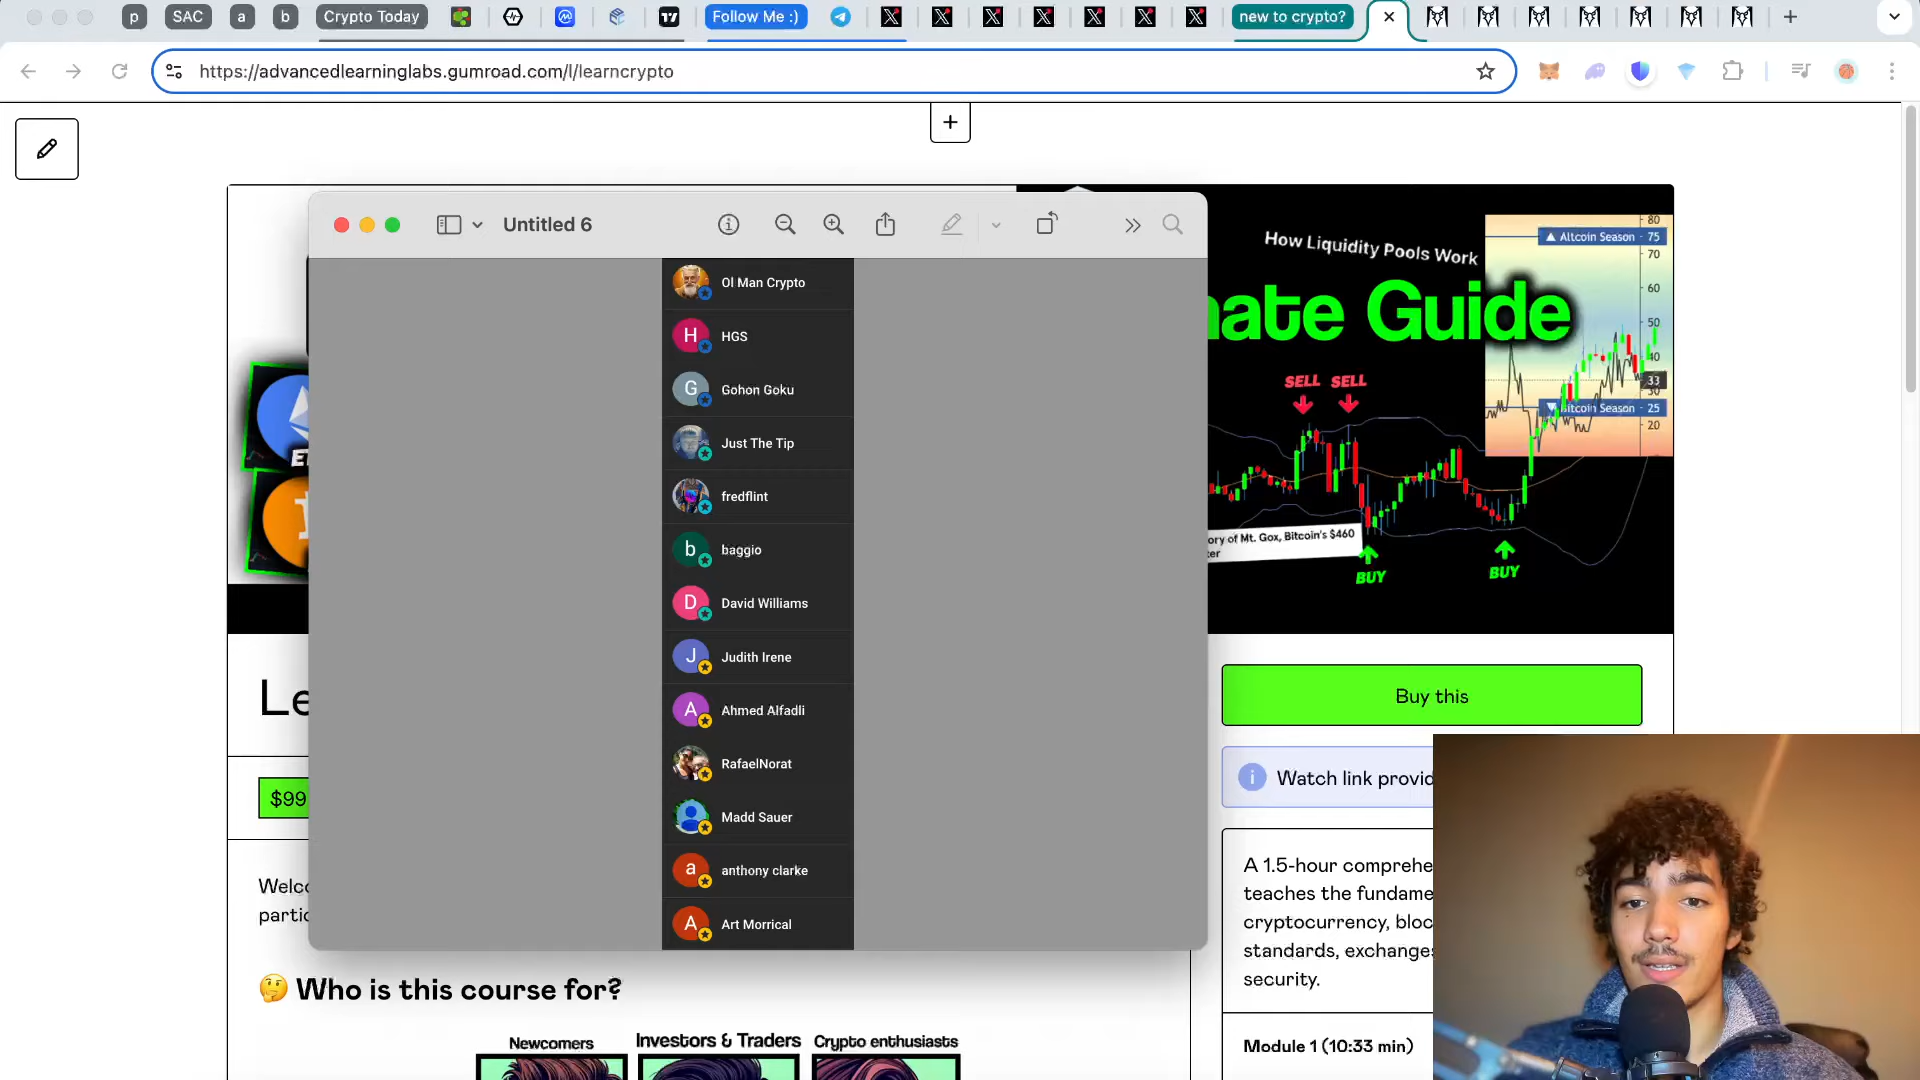 p
SAC
a
b
Crypto Today
Follow Me :)
new to crypto?
https://advancedlearninglabs.gumroad.com/l/learncrypto
Untitled 6
Ol Man Crypto
H
HGS
G
Gohon Goku
Just The Tip
fredflint
b
baggio
D
David Williams
J
Judith Irene
A
Ahmed Alfadli
RafaelNorat
Madd Sauer
a
anthony clarke
A
Art Morrical
How Liquidity Pools Work
Guide
SELL
SELL
BUY
BUY
ory of Mt. Gox, Bitcoin's $460
Altcoin Season
75
Season
25
80
70
60
50
40
33
30
20
Le
$99
Welco
partic
🤔 Who is this course for?
Newcomers
Investors & Traders
Crypto enthusiasts
Buy this
Watch link provid
A 1.5-hour comprehe
teaches the fundame
cryptocurrency, bloc
standards, exchanges
security.
Module 1 (10:33 min)